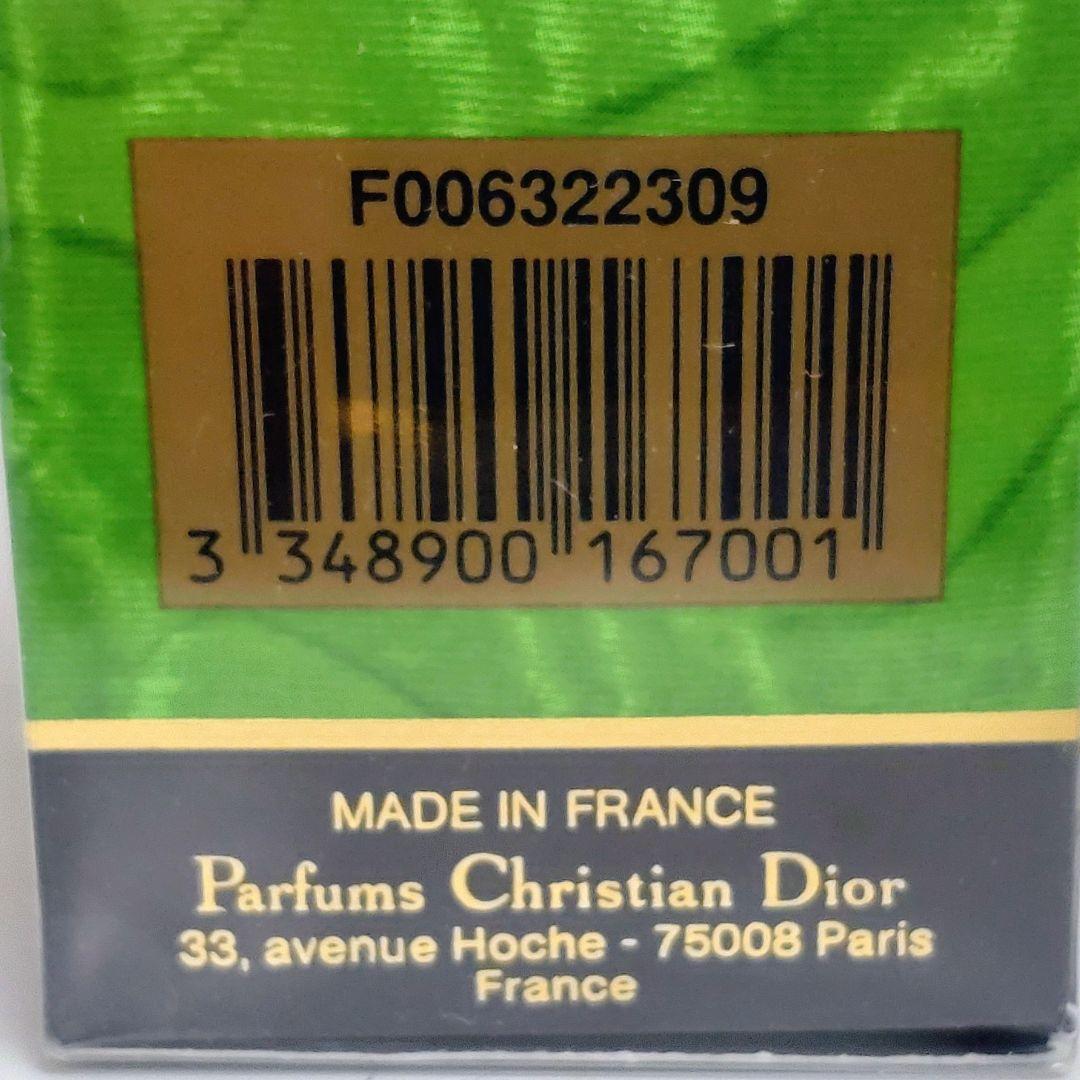 F006322309
3 348900 167001
MADE IN FRANCE
Parfums Christian Dior
33, avenue Hoche - 75008 Paris
France